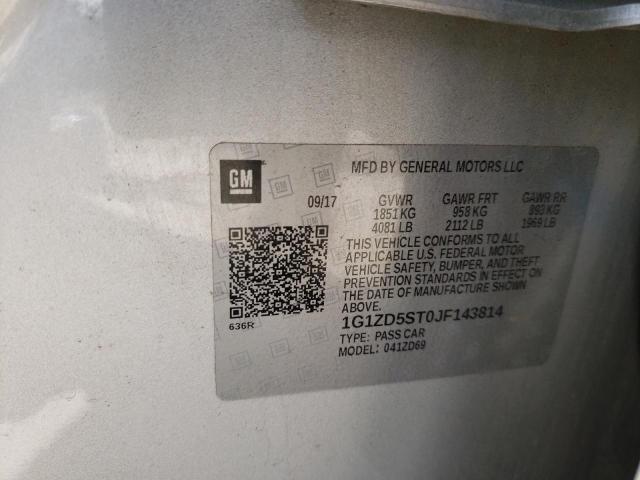 GM
MFD BY GENERAL MOTORS LLC
09/17 GVWR GAWR FRT GAWR RR
1851 KG 958 KG 893 KG
4081 LB 2112 LB 1969 LB
THIS VEHICLE CONFORMS TO ALL
APPLICABLE U.S. FEDERAL MOTOR
VEHICLE SAFETY, BUMPER, AND THEFT
PREVENTION STANDARDS IN EFFECT ON
THE DATE OF MANUFACTURE SHOWN
ABOVE.
636R
1G1ZD5ST0JF143814
TYPE: PASS CAR
MODEL: 041ZD69